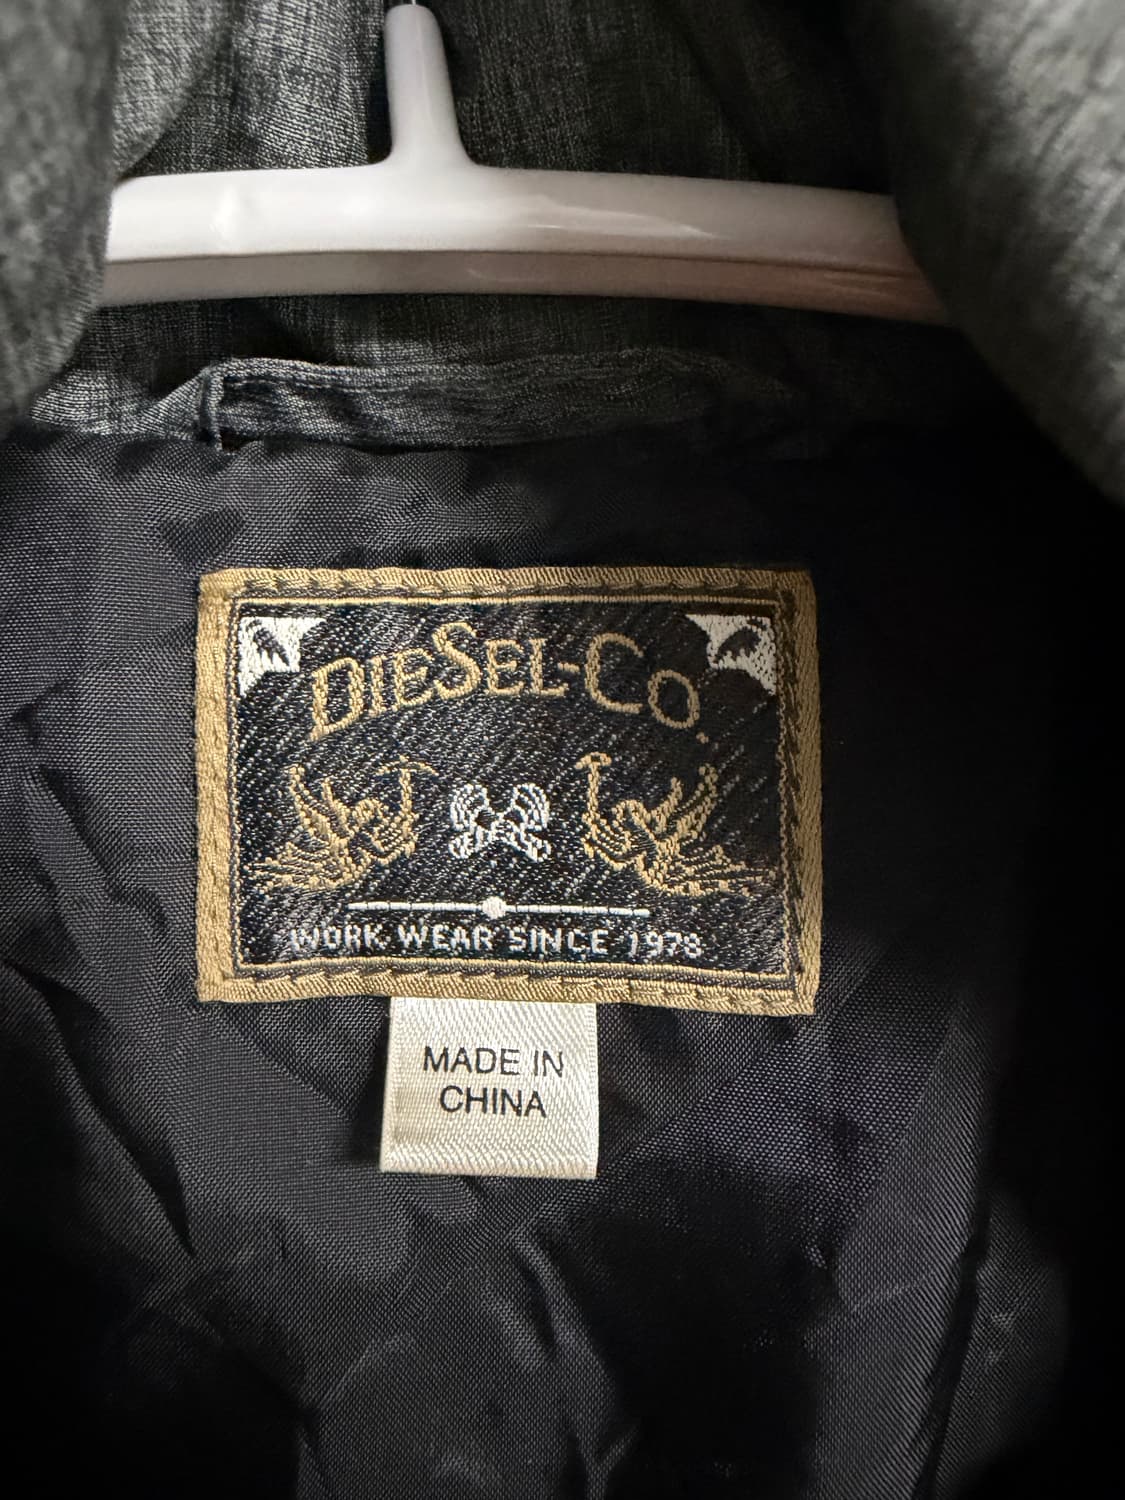 DIESEL-CO.
WORK WEAR SINCE 1978
MADE IN
CHINA